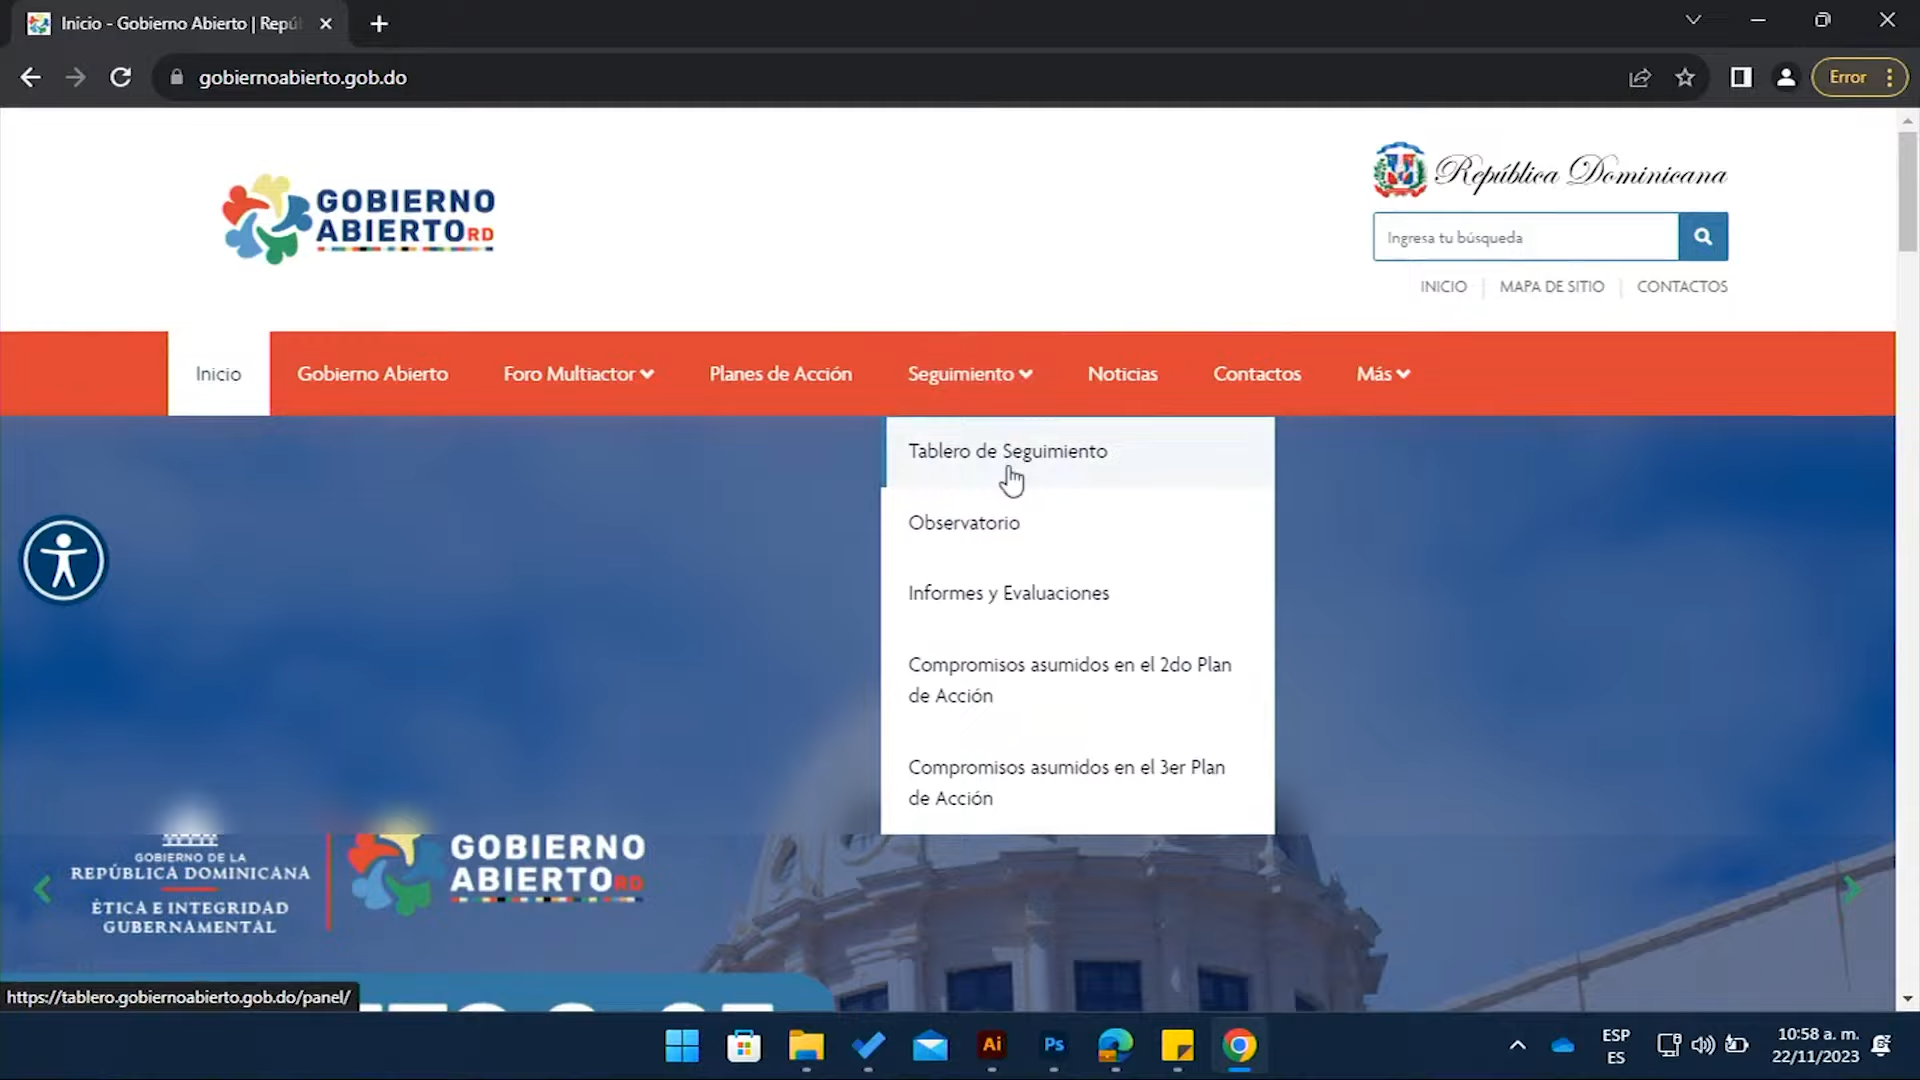 Inicio - Gobierno Abierto | Repú
gobiernoabierto.gob.do
Error
GOBIERNO
ABIERTO RD
República Dominicana
Ingresa tu búsqueda
INICIO
MAPA DE SITIO
CONTACTOS
Inicio
Gobierno Abierto
Foro Multiactor
Planes de Acción
Seguimiento
Noticias
Contactos
Más
Tablero de Seguimiento
Observatorio
Informes y Evaluaciones
Compromisos asumidos en el 2do Plan
de Acción
Compromisos asumidos en el 3er Plan
de Acción
GOBIERNO DE LA
REPÚBLICA DOMINICANA
ÉTICA E INTEGRIDAD
GUBERNAMENTAL
GOBIERNO
ABIERTO RD
https://tablero.gobiernoabierto.gob.do/panel/
Ai
Ps
ESP
ES
10:58 a. m.
22/11/2023